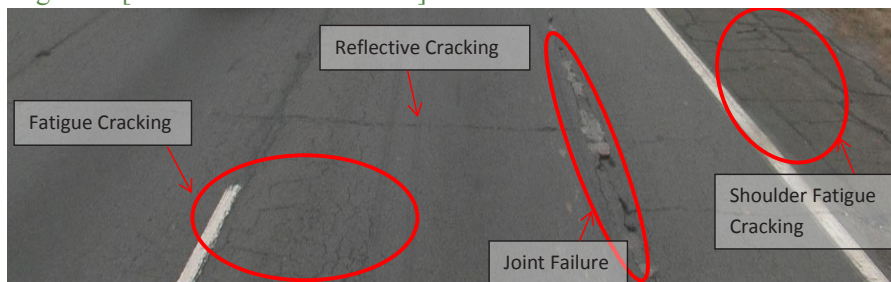 Reflective Cracking
Fatigue Cracking
Shoulder Fatigue
Cracking
Joint Failure